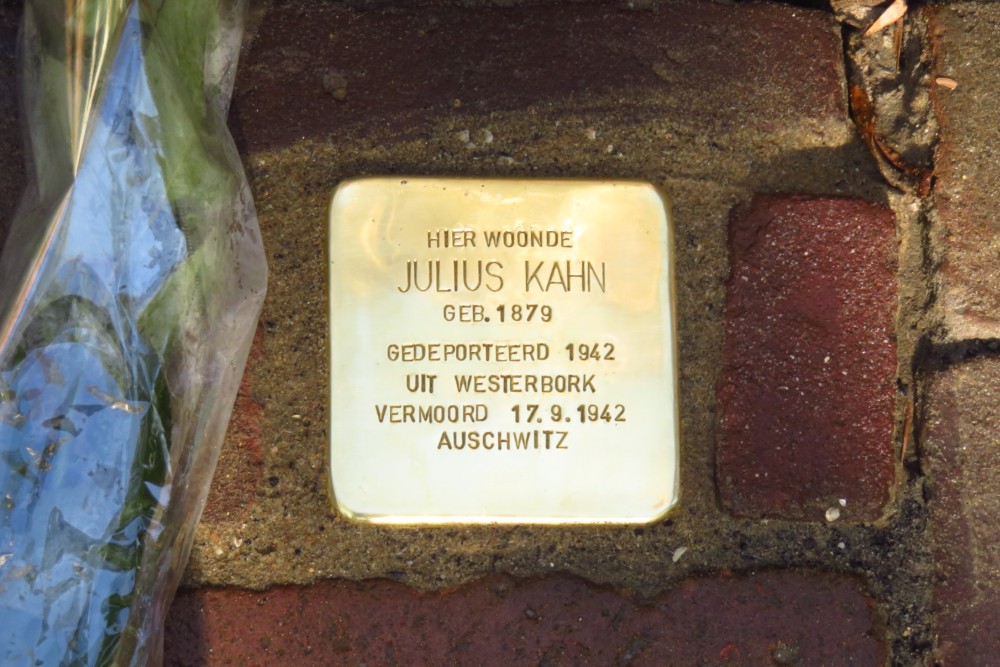 HIER WOONDE
JULIUS KAHN
GEB. 1879
GEDEPORTEERD 1942
UIT WESTERBORK
VERMOORD 17.9.1942
AUSCHWITZ